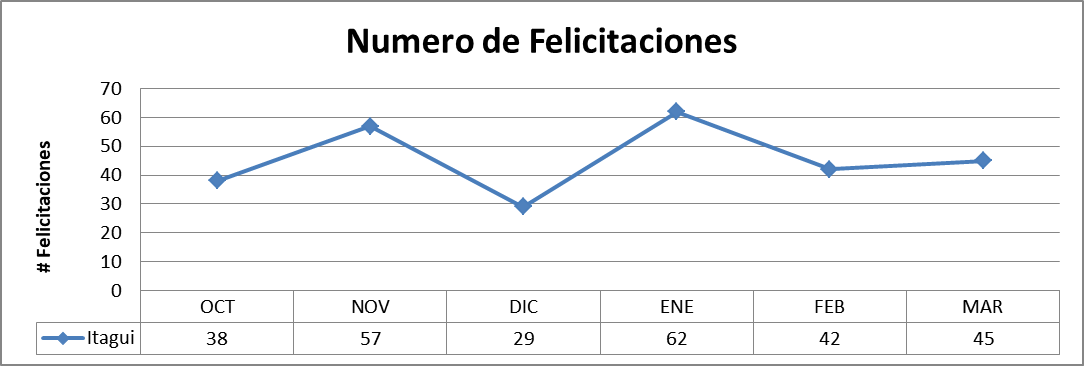 Numero de Felicitaciones
# Felicitaciones
70
60
50
40
30
20
10
0
OCT NOV DIC ENE FEB MAR
Itagui 38 57 29 62 42 45